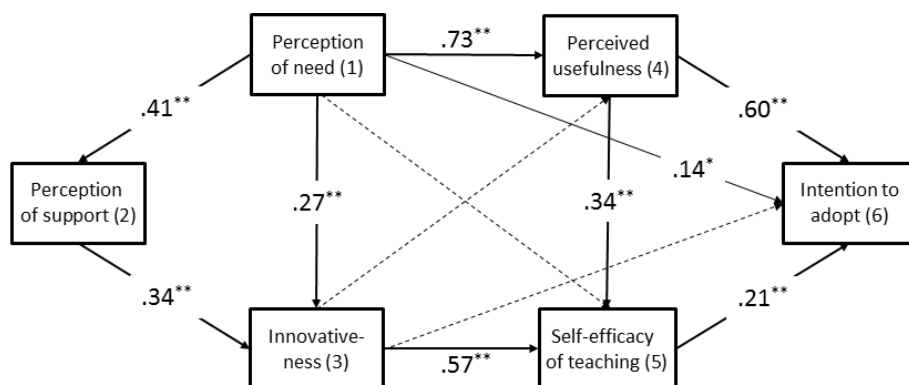 Perception
of need (1)
.73**
Perceived
usefulness (4)
.41**
.60**
Perception
of support (2)
.27**
.34**
.14*
Intention to
adopt (6)
.34**
.21**
Innovative-
ness (3)
.57**
Self-efficacy
of teaching (5)